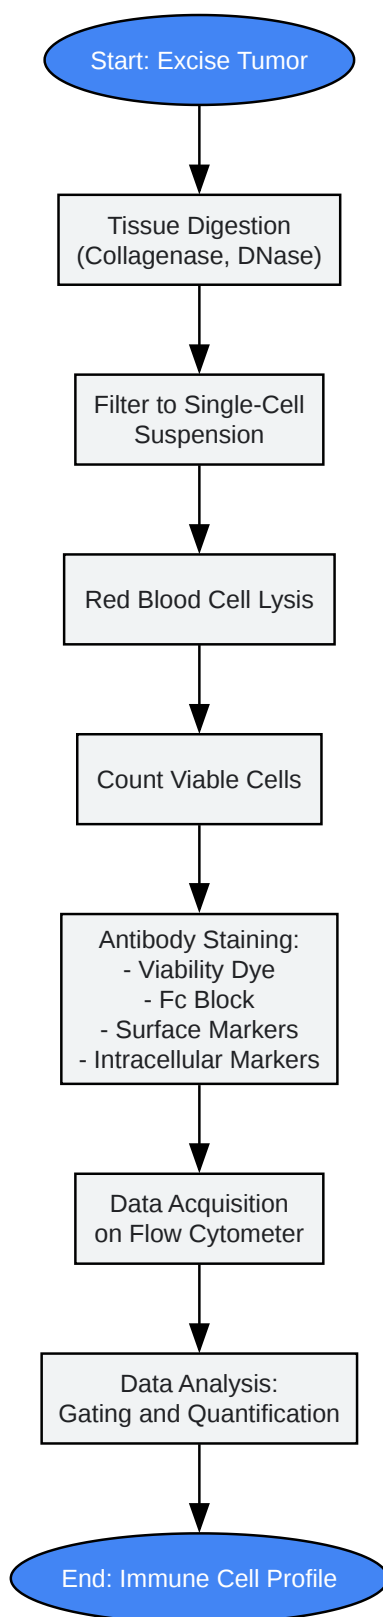 Start: Excise Tumor
Tissue Digestion
(Collagenase, DNase)
Filter to Single-Cell
Suspension
Red Blood Cell Lysis
Count Viable Cells
Antibody Staining:
- Viability Dye
- Fc Block
- Surface Markers
- Intracellular Markers
Data Acquisition
on Flow Cytometer
Data Analysis:
Gating and Quantification
End: Immune Cell Profile